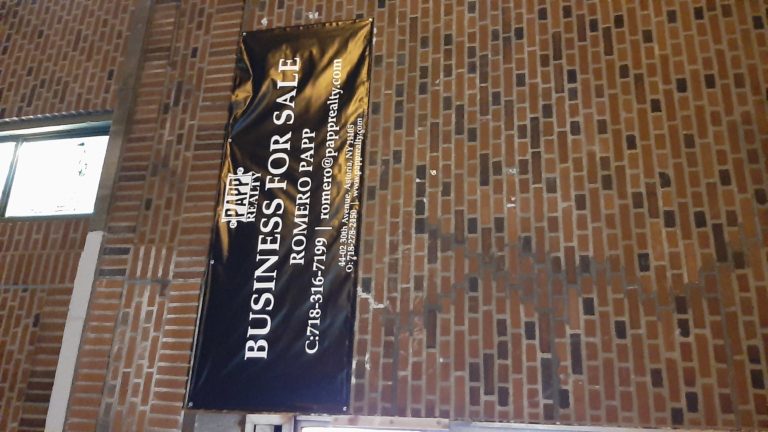 PAPP
REALTY
BUSINESS FOR SALE
ROMERO PAPP
C:718-316-7199 | romero@papprealty.com
44-02 30th Avenue, Astoria, NY 11103
O: 718-278-2350 | www.papprealty.com